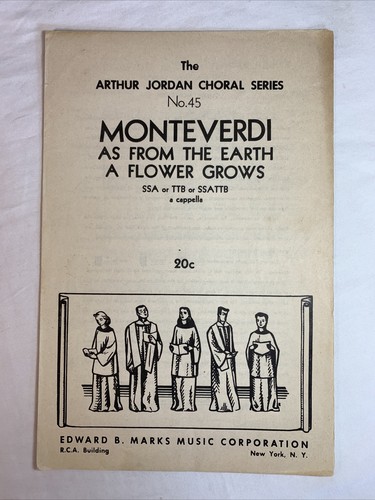 The
ARTHUR JORDAN CHORAL SERIES
No.45
MONTEVERDI
AS FROM THE EARTH
A FLOWER GROWS
SSA or TTB or SSATTB
a cappella
20c
EDWARD B. MARKS MUSIC CORPORATION
R.C.A. Building New York, N. Y.